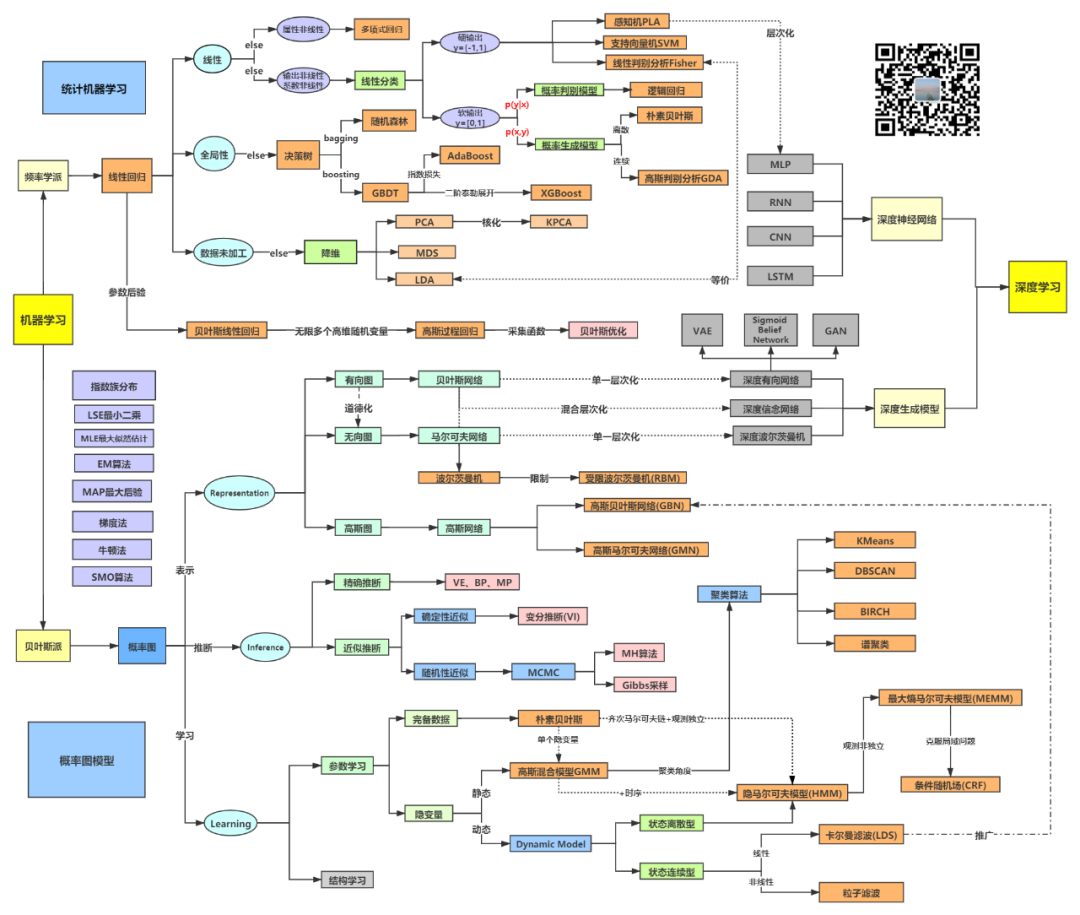 统计机器学习
频率学派
机器学习
贝叶斯派
线性回归
线性
else
else
属性非线性
多项式回归
输出非线性
系数非线性
线性分类
硬输出
y={-1,1}
感知机PLA
支持向量机SVM
线性判别分析Fisher
层次化
软输出
y=[0,1]
p(y|x)
概率判别模型
逻辑回归
p(x,y)
概率生成模型
离散
朴素贝叶斯
连续
高斯判别分析GDA
全局性
else
决策树
bagging
随机森林
boosting
GBDT
指数损失
AdaBoost
二阶泰勒展开
XGBoost
数据未加工
else
降维
PCA
核化
KPCA
MDS
LDA
等价
参数后验
贝叶斯线性回归
无限多个高维随机变量
高斯过程回归
采集函数
贝叶斯优化
MLP
RNN
CNN
LSTM
深度神经网络
深度学习
VAE
Sigmoid
Belief
Network
GAN
深度有向网络
深度信念网络
深度波尔茨曼机
深度生成模型
指数族分布
LSE最小二乘
MLE最大似然估计
EM算法
MAP最大后验
梯度法
牛顿法
SMO算法
概率图
概率图模型
表示
Representation
有向图
贝叶斯网络
单一层次化
道德化
混合层次化
无向图
马尔可夫网络
单一层次化
波尔茨曼机
限制
受限波尔茨曼机(RBM)
高斯图
高斯网络
高斯贝叶斯网络(GBN)
高斯马尔可夫网络(GMN)
推断
Inference
精确推断
VE、BP、MP
近似推断
确定性近似
变分推断(VI)
随机性近似
MCMC
MH算法
Gibbs采样
聚类算法
KMeans
DBSCAN
BIRCH
谱聚类
学习
Learning
参数学习
完备数据
朴素贝叶斯
齐次马尔可夫链+观测独立
单个隐变量
隐变量
静态
高斯混合模型GMM
聚类角度
+时序
动态
Dynamic Model
状态离散型
隐马尔可夫模型(HMM)
观测非独立
最大熵马尔可夫模型(MEMM)
克服局域问题
条件随机场(CRF)
状态连续型
线性
卡尔曼滤波(LDS)
推广
非线性
粒子滤波
结构学习